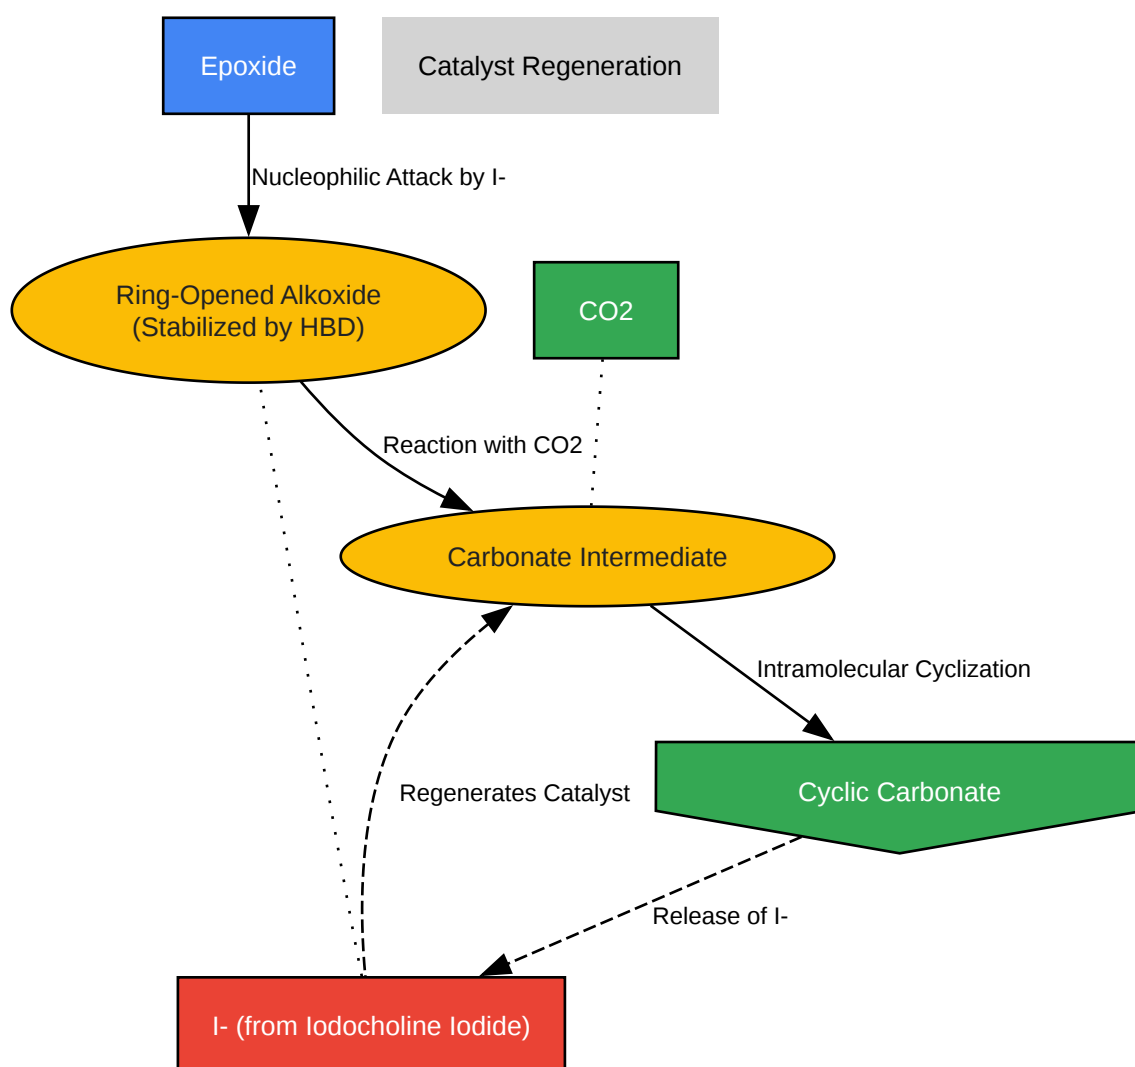 Epoxide
Catalyst Regeneration
Nucleophilic Attack by I-
Ring-Opened Alkoxide
(Stabilized by HBD)
CO2
Reaction with CO2
Carbonate Intermediate
Intramolecular Cyclization
Regenerates Catalyst
Cyclic Carbonate
Release of I-
I- (from Iodocholine Iodide)